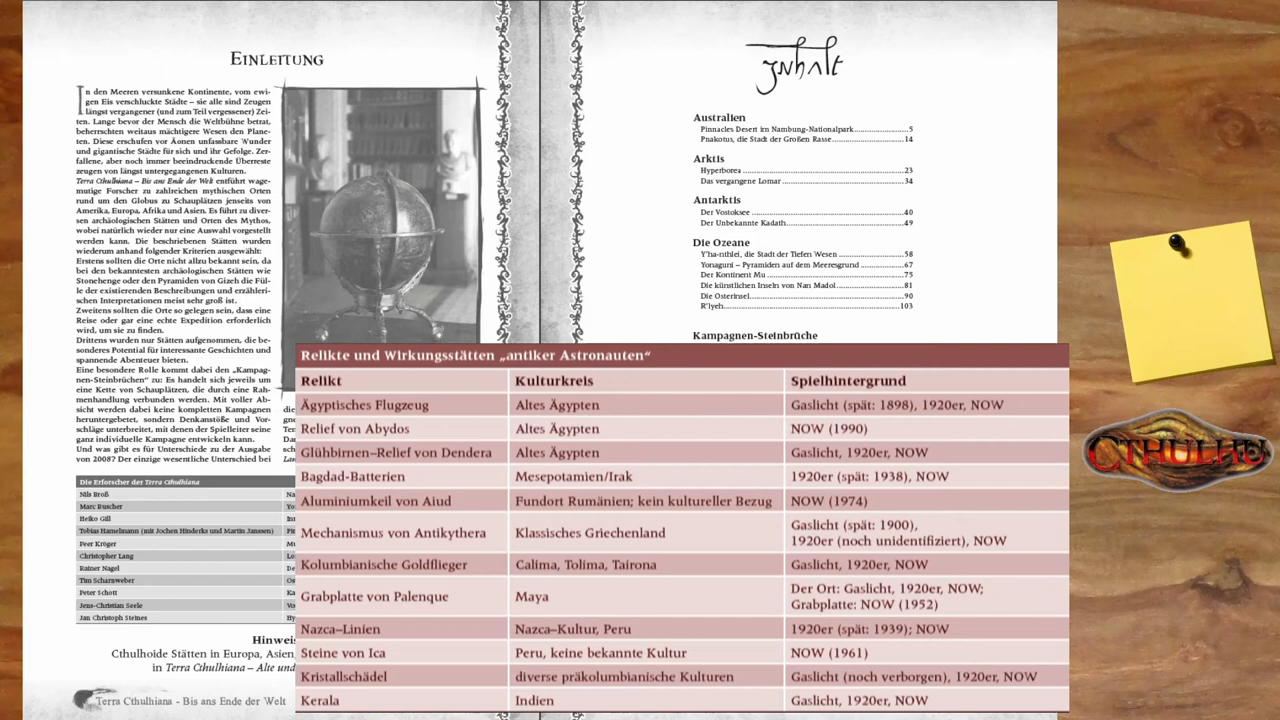 EINLEITUNG
In den Meeren versunkene Kontinente, vom ewi-
gen Eis verschluckte Städte – sie alle sind Zeugen
längst vergangener (und zum Teil vergessener) Zei-
ten. Lange bevor der Mensch die Weltbühne betrat,
beherrschten weitaus mächtigere Wesen den Plane-
ten. Diese erschufen vor Äonen unfassbare Wunder
und gigantische Städte für sich und ihr Gefolge. Zer-
fallene, aber noch immer beeindruckende Überreste
zeugen von längst untergegangenen Kulturen.
Terra Cthulhiana – Bis ans Ende der Welt entführt wage-
mutige Forscher zu zahlreichen mythischen Orten
rund um den Globus zu Schauplätzen jenseits von
Amerika, Europa, Afrika und Asien. Es führt zu diver-
sen archäologischen Stätten und Orten des Mythos,
wobei natürlich wieder nur eine Auswahl vorgestellt
werden kann. Die beschriebenen Stätten wurden
wiederum anhand folgender Kriterien ausgewählt:
Erstens sollten die Orte nicht allzu bekannt sein, da
bei den bekanntesten archäologischen Stätten wie
Stonehenge oder den Pyramiden von Gizeh die Fül-
le der existierenden Beschreibungen und erzähleri-
schen Interpretationen meist sehr groß ist.
Zweitens sollten die Orte so gelegen sein, dass eine
Reise oder gar eine echte Expedition erforderlich
wird, um sie zu finden.
Drittens wurden nur Stätten aufgenommen, die be-
sonderes Potential für interessante Geschichten und
spannende Abenteuer bieten.
Eine besondere Rolle kommt dabei den „Kampag-
nen-Steinbrüchen“ zu: Es handelt sich jeweils um
eine Kette von Schauplätzen, die durch eine Rah-
menhandlung verbunden werden. Mit voller Ab-
sicht werden dabei keine kompletten Kampagnen
heruntergebetet, sondern Denkanstöße und Vor-
schläge unterbreitet, mit denen der Spielleiter seine
ganz individuelle Kampagne entwickeln kann.
Und was gibt es für Unterschiede zu der Ausgabe
von 2008? Der einzige wesentliche Unterschied bei
die
Die Erforscher der Terra Cthulhiana
Nils Broß Na
Marc Buscher Yo
Heiko Gill
Tobias Hamelmann (mit Jochen Hinderks und Martin Janssen)
Peer Kröger Mu
Christopher Lang Lo
Rainer Nagel De
Tim Scharnweber Os
Peter Schott Ka
Jens-Christian Seele Vo
Jan Christoph Steines Hy
Hinweis
Cthulhoide Stätten in Europa, Asien
in Terra Cthulhiana – Alte und
Terra Cthulhiana - Bis ans Ende der Welt
Inhalt
Australien
Pinnacles Desert im Nambung-Nationalpark 5
Pnakotus, die Stadt der Großen Rasse 14
Arktis
Hyperborea 23
Das vergangene Lomar 34
Antarktis
Der Vostoksee 40
Der Unbekannte Kadath 49
Die Ozeane
Y'ha-nthlei, die Stadt der Tiefen Wesen 58
Yonaguni – Pyramiden auf dem Meeresgrund 67
Der Kontinent Mu 75
Die künstlichen Inseln von Nan Madol 81
Die Osterinsel 90
R'lyeh 103
Kampagnen-Steinbrüche
Relikte und Wirkungsstätten „antiker Astronauten“
Relikt Kulturkreis Spielhintergrund
Ägyptisches Flugzeug Altes Ägypten Gaslicht (spät: 1898), 1920er, NOW
Relief von Abydos Altes Ägypten NOW (1990)
Glühbirnen–Relief von Dendera Altes Ägypten Gaslicht, 1920er, NOW
Bagdad-Batterien Mesepotamien/Irak 1920er (spät: 1938), NOW
Aluminiumkeil von Aiud Fundort Rumänien; kein kultureller Bezug NOW (1974)
Mechanismus von Antikythera Klassisches Griechenland Gaslicht (spät: 1900),
1920er (noch unidentifiziert), NOW
Kolumbianische Goldflieger Calima, Tolima, Tairona Gaslicht, 1920er, NOW
Grabplatte von Palenque Maya Der Ort: Gaslicht, 1920er, NOW;
Grabplatte: NOW (1952)
Nazca–Linien Nazca–Kultur, Peru 1920er (spät: 1939); NOW
Steine von Ica Peru, keine bekannte Kultur NOW (1961)
Kristallschädel diverse präkolumbianische Kulturen Gaslicht (noch verborgen), 1920er, NOW
Kerala Indien Gaslicht, 1920er, NOW
CTHULHU